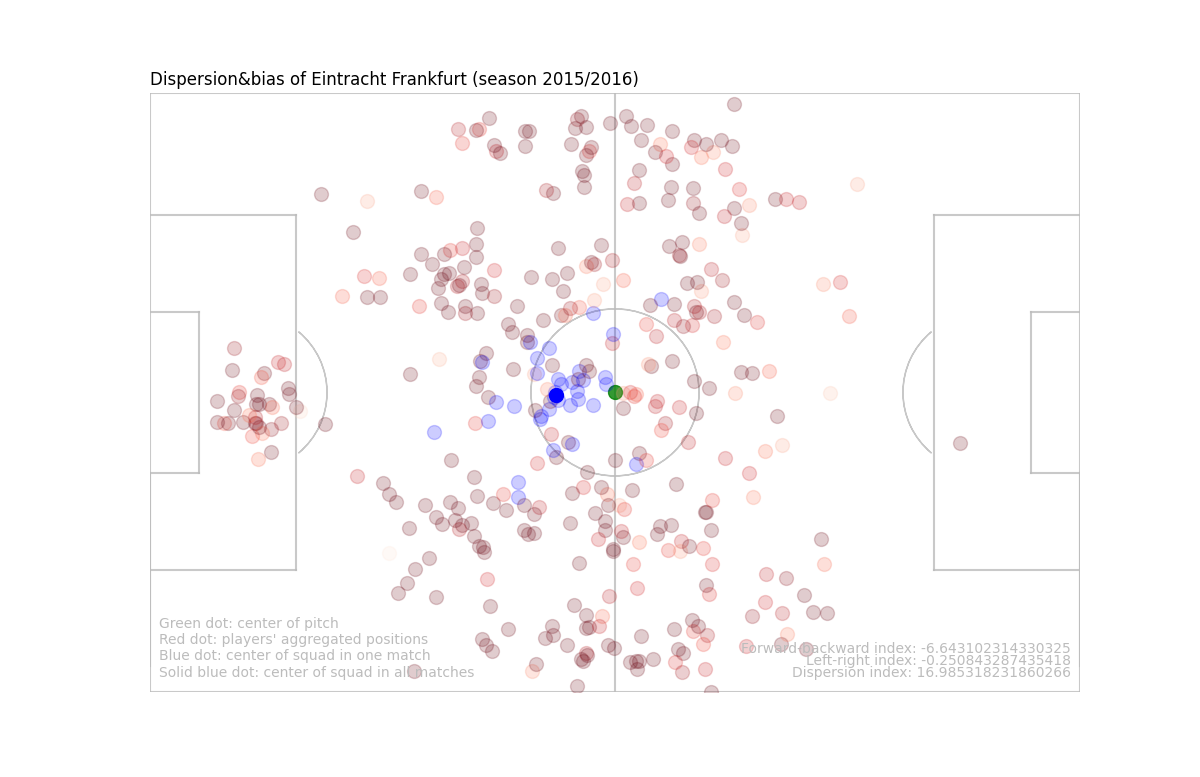 Dispersion&bias of Eintracht Frankfurt (season 2015/2016)
Green dot: center of pitch
Red dot: players' aggregated positions
Blue dot: center of squad in one match
Solid blue dot: center of squad in all matches
Forward-backward index: -6.643102314330325
Left-right index: -0.250843287435418
Dispersion index: 16.985318231860266